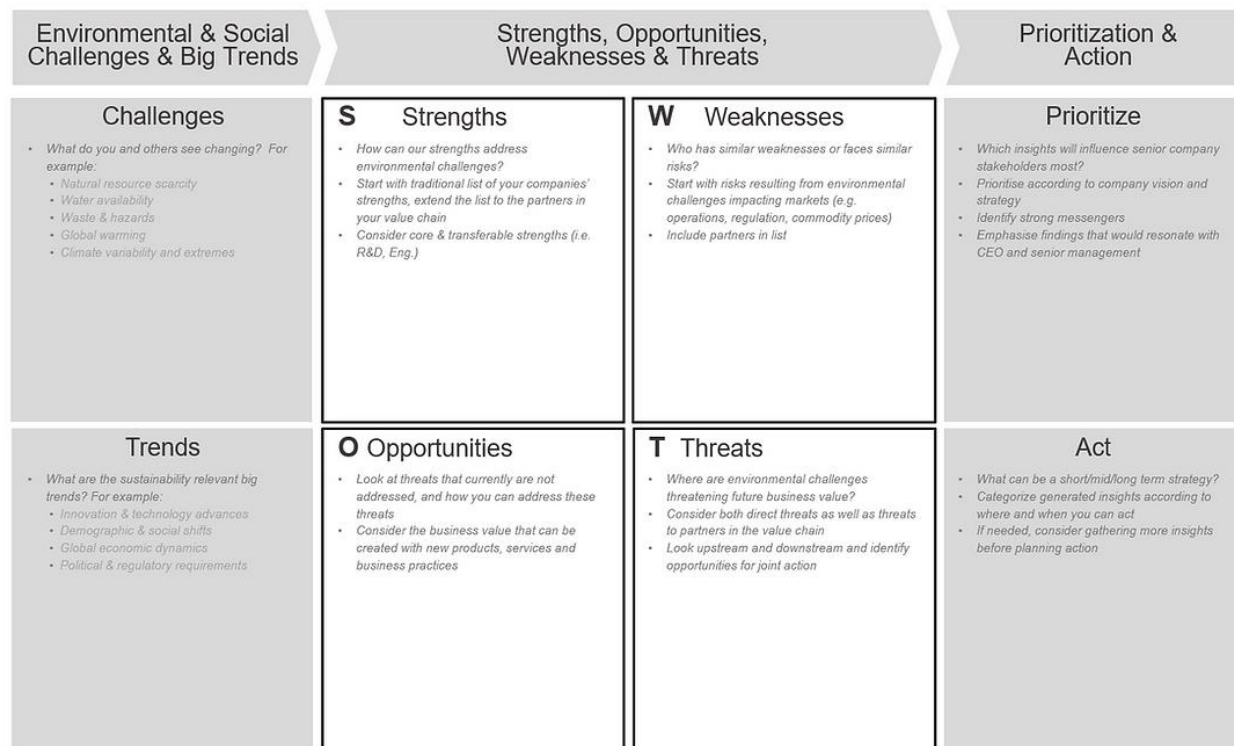 Environmental & Social
Challenges & Big Trends
Strengths, Opportunities,
Weaknesses & Threats
Prioritization &
Action
Challenges
• What do you and others see changing? For
example:
• Natural resource scarcity
• Water availability
• Waste & hazards
• Global warming
• Climate variability and extremes
S Strengths
• How can our strengths address
environmental challenges?
• Start with traditional list of your companies'
strengths, extend the list to the partners in
your value chain
• Consider core & transferable strengths (i.e.
R&D, Eng.)
W Weaknesses
• Who has similar weaknesses or faces similar
risks?
• Start with risks resulting from environmental
challenges impacting markets (e.g.
operations, regulation, commodity prices)
• Include partners in list
Prioritize
• Which insights will influence senior company
stakeholders most?
• Prioritise according to company vision and
strategy
• Identify strong messengers
• Emphasise findings that would resonate with
CEO and senior management
Trends
• What are the sustainability relevant big
trends? For example:
• Innovation & technology advances
• Demographic & social shifts
• Global economic dynamics
• Political & regulatory requirements
O Opportunities
• Look at threats that currently are not
addressed, and how you can address these
threats
• Consider the business value that can be
created with new products, services and
business practices
T Threats
• Where are environmental challenges
threatening future business value?
• Consider both direct threats as well as threats
to partners in the value chain
• Look upstream and downstream and identify
opportunities for joint action
Act
• What can be a short/mid/long term strategy?
• Categorize generated insights according to
where and when you can act
• If needed, consider gathering more insights
before planning action